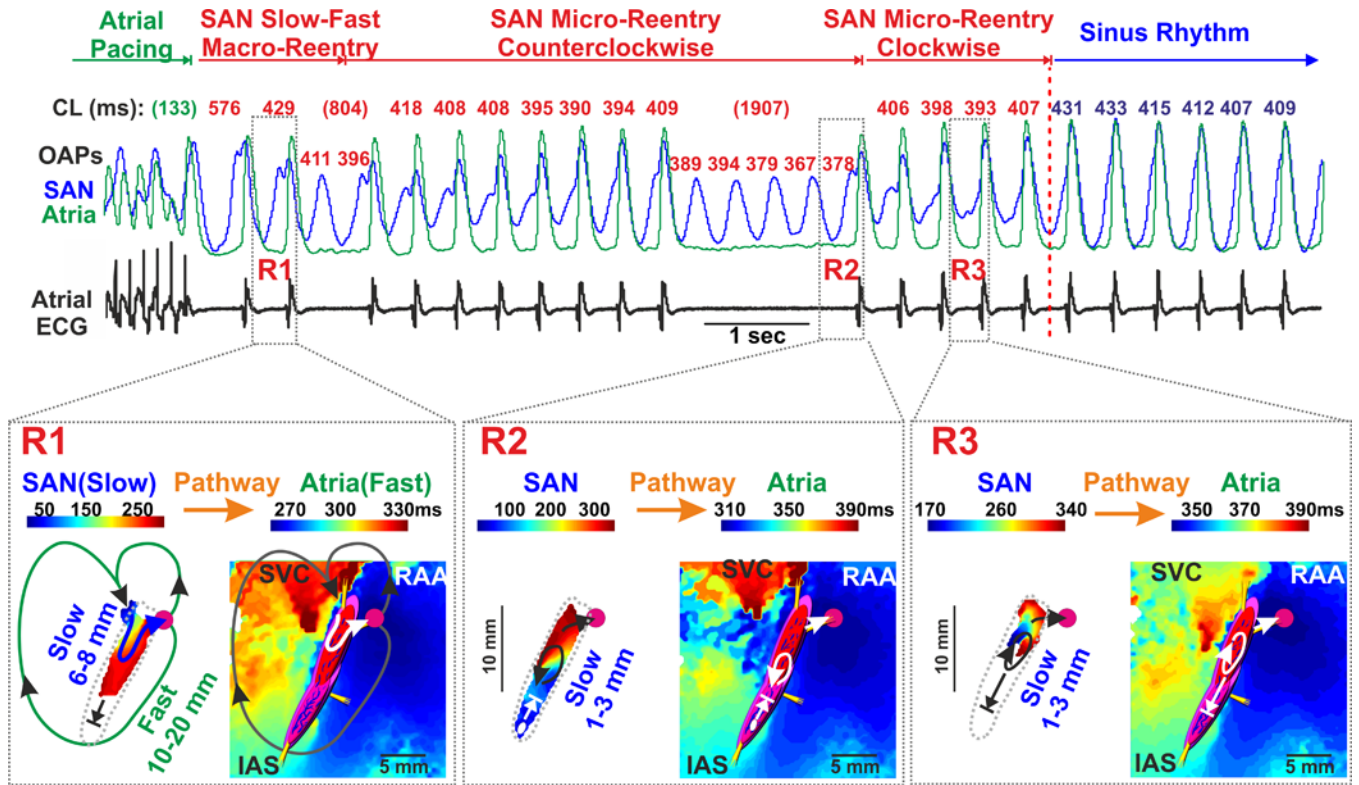 Atrial Pacing
SAN Slow-Fast Macro-Reentry
SAN Micro-Reentry Counterclockwise
SAN Micro-Reentry Clockwise
Sinus Rhythm
CL (ms): (133) 576 429 (804) 418 408 408 395 390 394 409 (1907) 406 398 393 407 431 433 415 412 407 409
OAPs
411 396
389 394 379 367 378
SAN
Atria
R1
R2
R3
Atrial
ECG
1 sec
R1
SAN(Slow)
Pathway
Atria(Fast)
50 150 250
270 300 330ms
Slow
6-8 mm
Fast
10-20 mm
SVC
RAA
IAS
5 mm
R2
SAN
Pathway
Atria
100 200 300
310 350 390ms
10 mm
Slow
1-3 mm
SVC
RAA
IAS
5 mm
R3
SAN
Pathway
Atria
170 260 340
350 370 390ms
10 mm
Slow
1-3 mm
SVC
RAA
IAS
5 mm